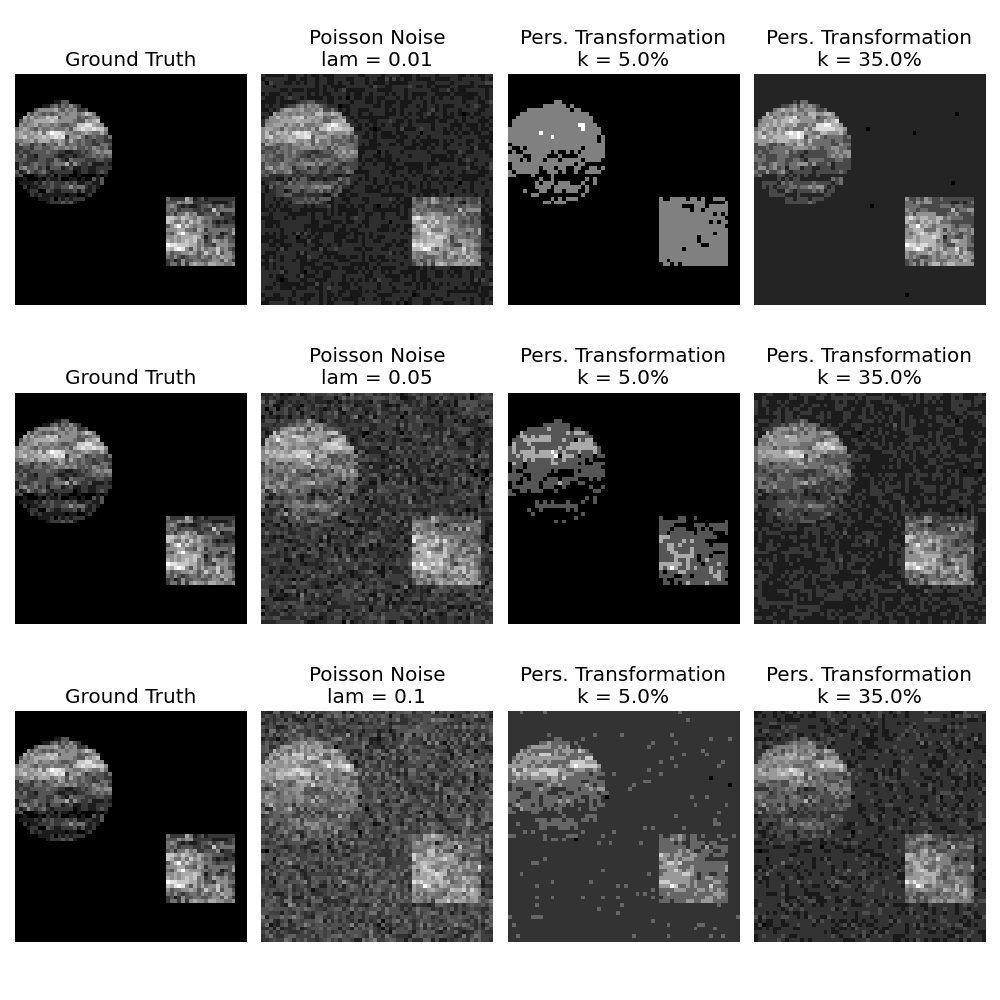 Ground Truth
Poisson Noise
lam = 0.01
Pers. Transformation
k = 5.0%
Pers. Transformation
k = 35.0%
Ground Truth
Poisson Noise
lam = 0.05
Pers. Transformation
k = 5.0%
Pers. Transformation
k = 35.0%
Ground Truth
Poisson Noise
lam = 0.1
Pers. Transformation
k = 5.0%
Pers. Transformation
k = 35.0%